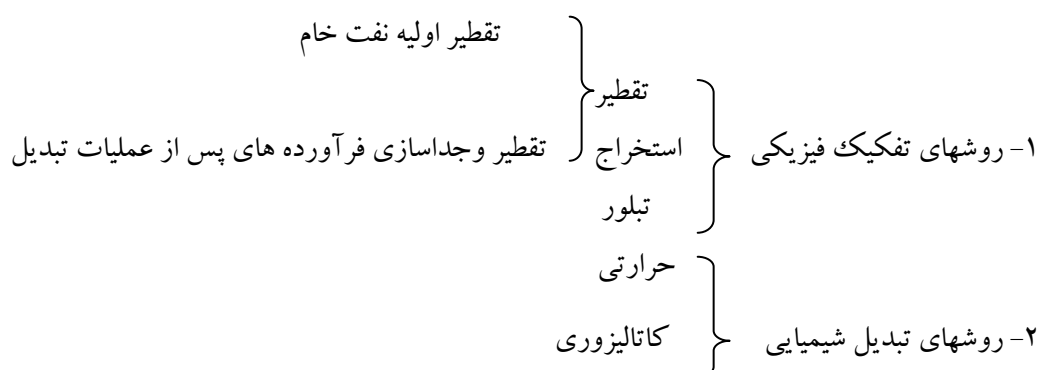 تقطیر اولیه نفت خام
تقطیر
۱- روشهای تفکیک فیزیکی استخراج تقطیر وجداسازی فرآورده های پس از عملیات تبدیل
تبلور
حرارتی
۲- روشهای تبدیل شیمیایی کاتالیزوری